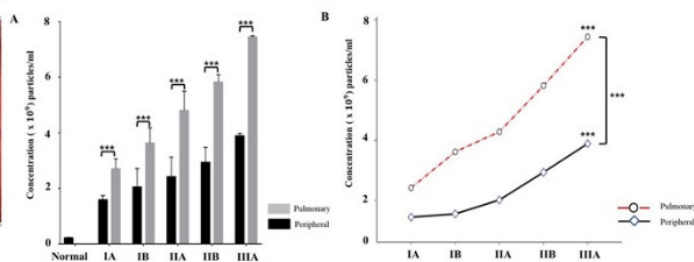 A
Concentration ( x 10⁹) particles/ml
8
6
4
2
0
***
***
***
***
***
Normal
IA
IB
IIA
IIB
IIIA
Pulmonary
Peripheral
B
Concentration ( x 10⁹) particles/ml
8
6
4
2
0
***
***
***
IA
IB
IIA
IIB
IIIA
Pulmonary
Peripheral